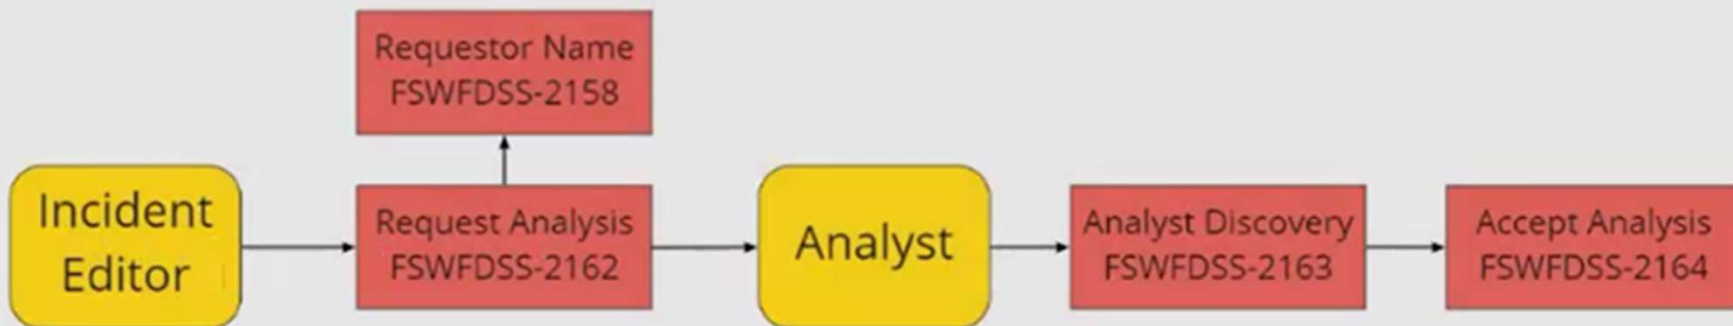 Requestor Name
FSWFDSS-2158
Incident
Editor
Request Analysis
FSWFDSS-2162
Analyst
Analyst Discovery
FSWFDSS-2163
Accept Analysis
FSWFDSS-2164